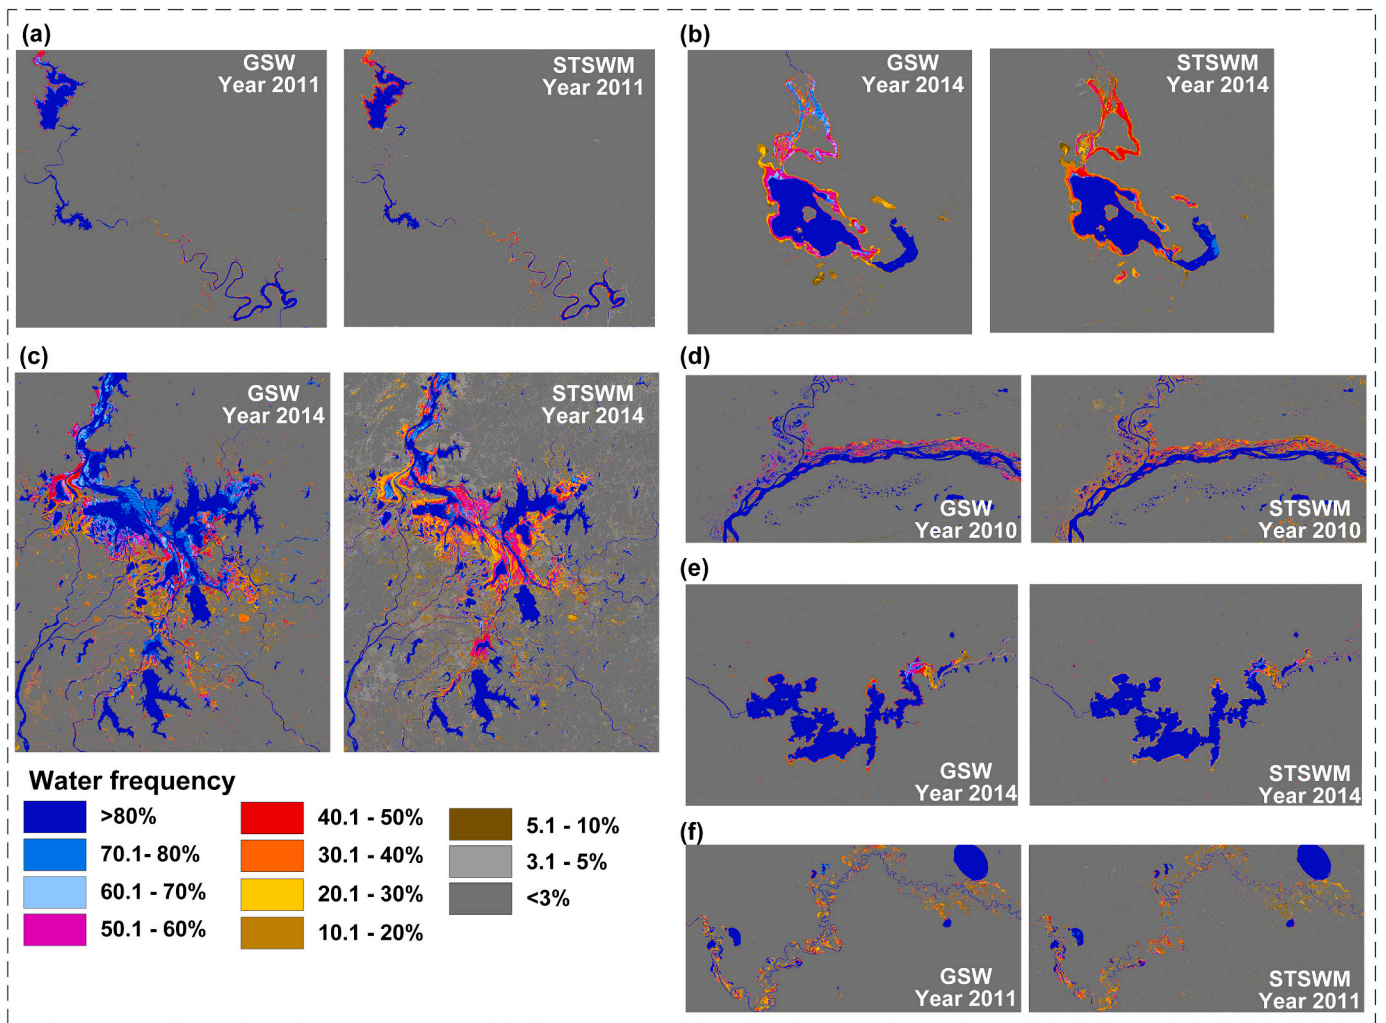 (a)
GSW
Year 2011
STSWM
Year 2011
(b)
GSW
Year 2014
STSWM
Year 2014
(c)
GSW
Year 2014
STSWM
Year 2014
(d)
GSW
Year 2010
STSWM
Year 2010
(e)
GSW
Year 2014
STSWM
Year 2014
(f)
GSW
Year 2011
STSWM
Year 2011
Water frequency
>80%
70.1- 80%
60.1 - 70%
50.1 - 60%
40.1 - 50%
30.1 - 40%
20.1 - 30%
10.1 - 20%
5.1 - 10%
3.1 - 5%
<3%